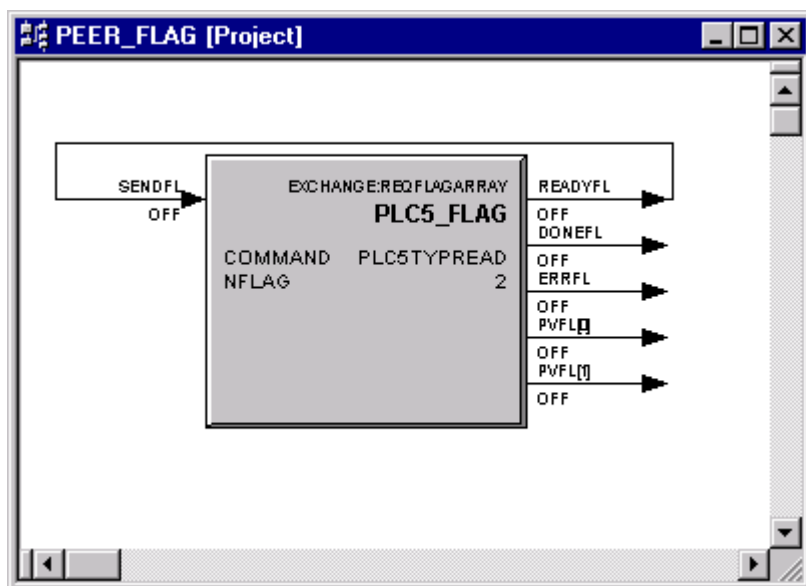 PEER_FLAG [Project]
SENDFL
OFF
EXCHANGE:REQFLAGARRAY
PLC5_FLAG
COMMAND PLC5TYPREAD
NFLAG 2
READYFL
OFF
DONEFL
OFF
ERRFL
OFF
PVFL[]
OFF
PVFL[1]
OFF